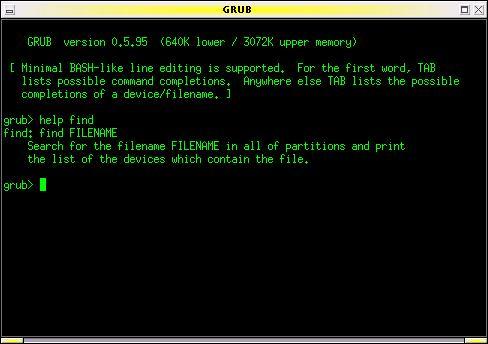 GRUB
GRUB  version 0.5.95  (640K lower / 3072K upper memory)
[ Minimal BASH-like line editing is supported.  For the first word, TAB
lists possible command completions.  Anywhere else TAB lists the possible
completions of a device/filename. ]
grub> help find
find: find FILENAME
Search for the filename FILENAME in all of partitions and print
the list of the devices which contain the file.
grub>